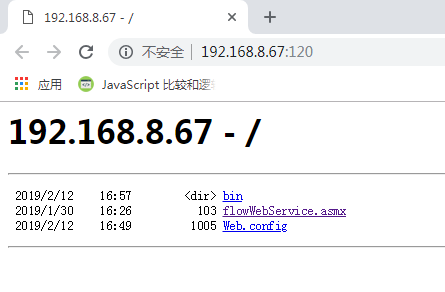 192.168.8.67 - /
不安全 192.168.8.67:120
应用 JavaScript 比较和逻
192.168.8.67 - /
2019/2/12 16:57 <dir> bin
2019/1/30 16:26 103 flowWebService.asmx
2019/2/12 16:49 1005 Web.config